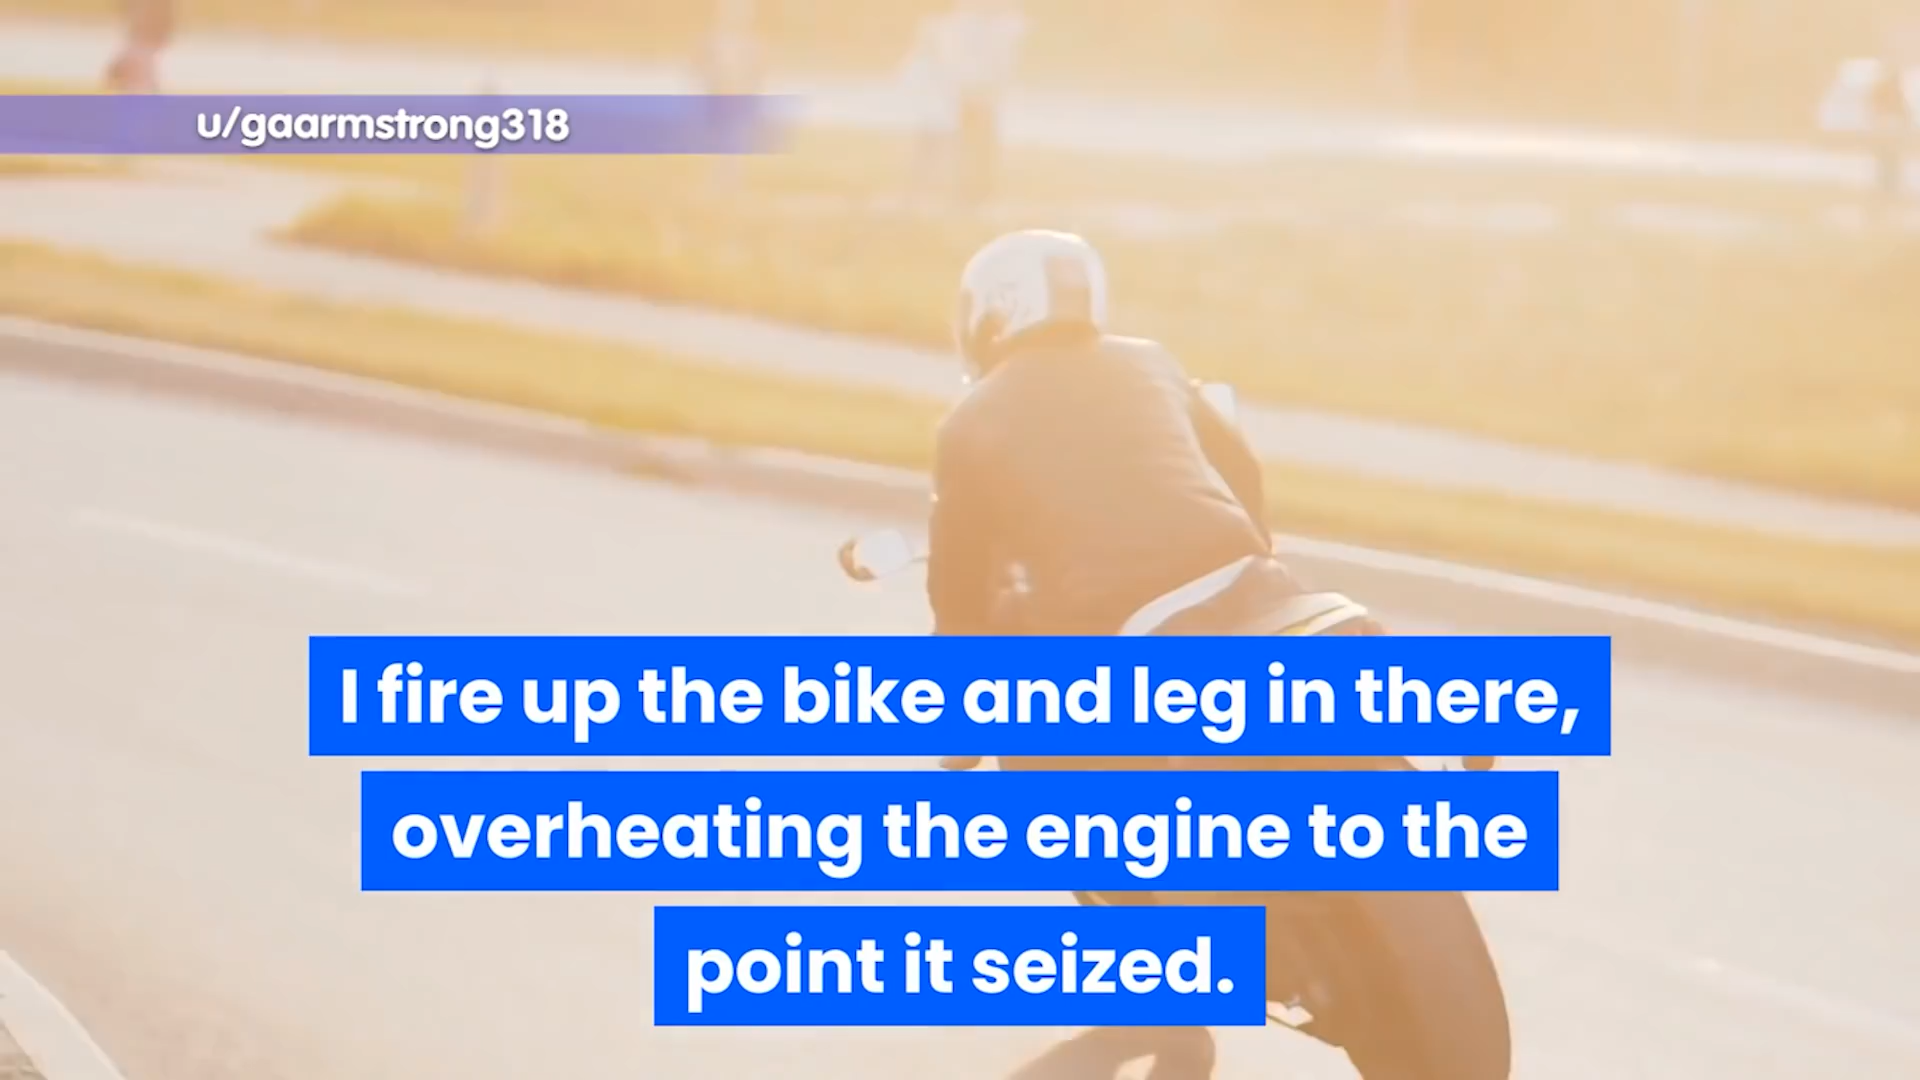 u/gaarmstrong318
I fire up the bike and leg in there,
overheating the engine to the
point it seized.